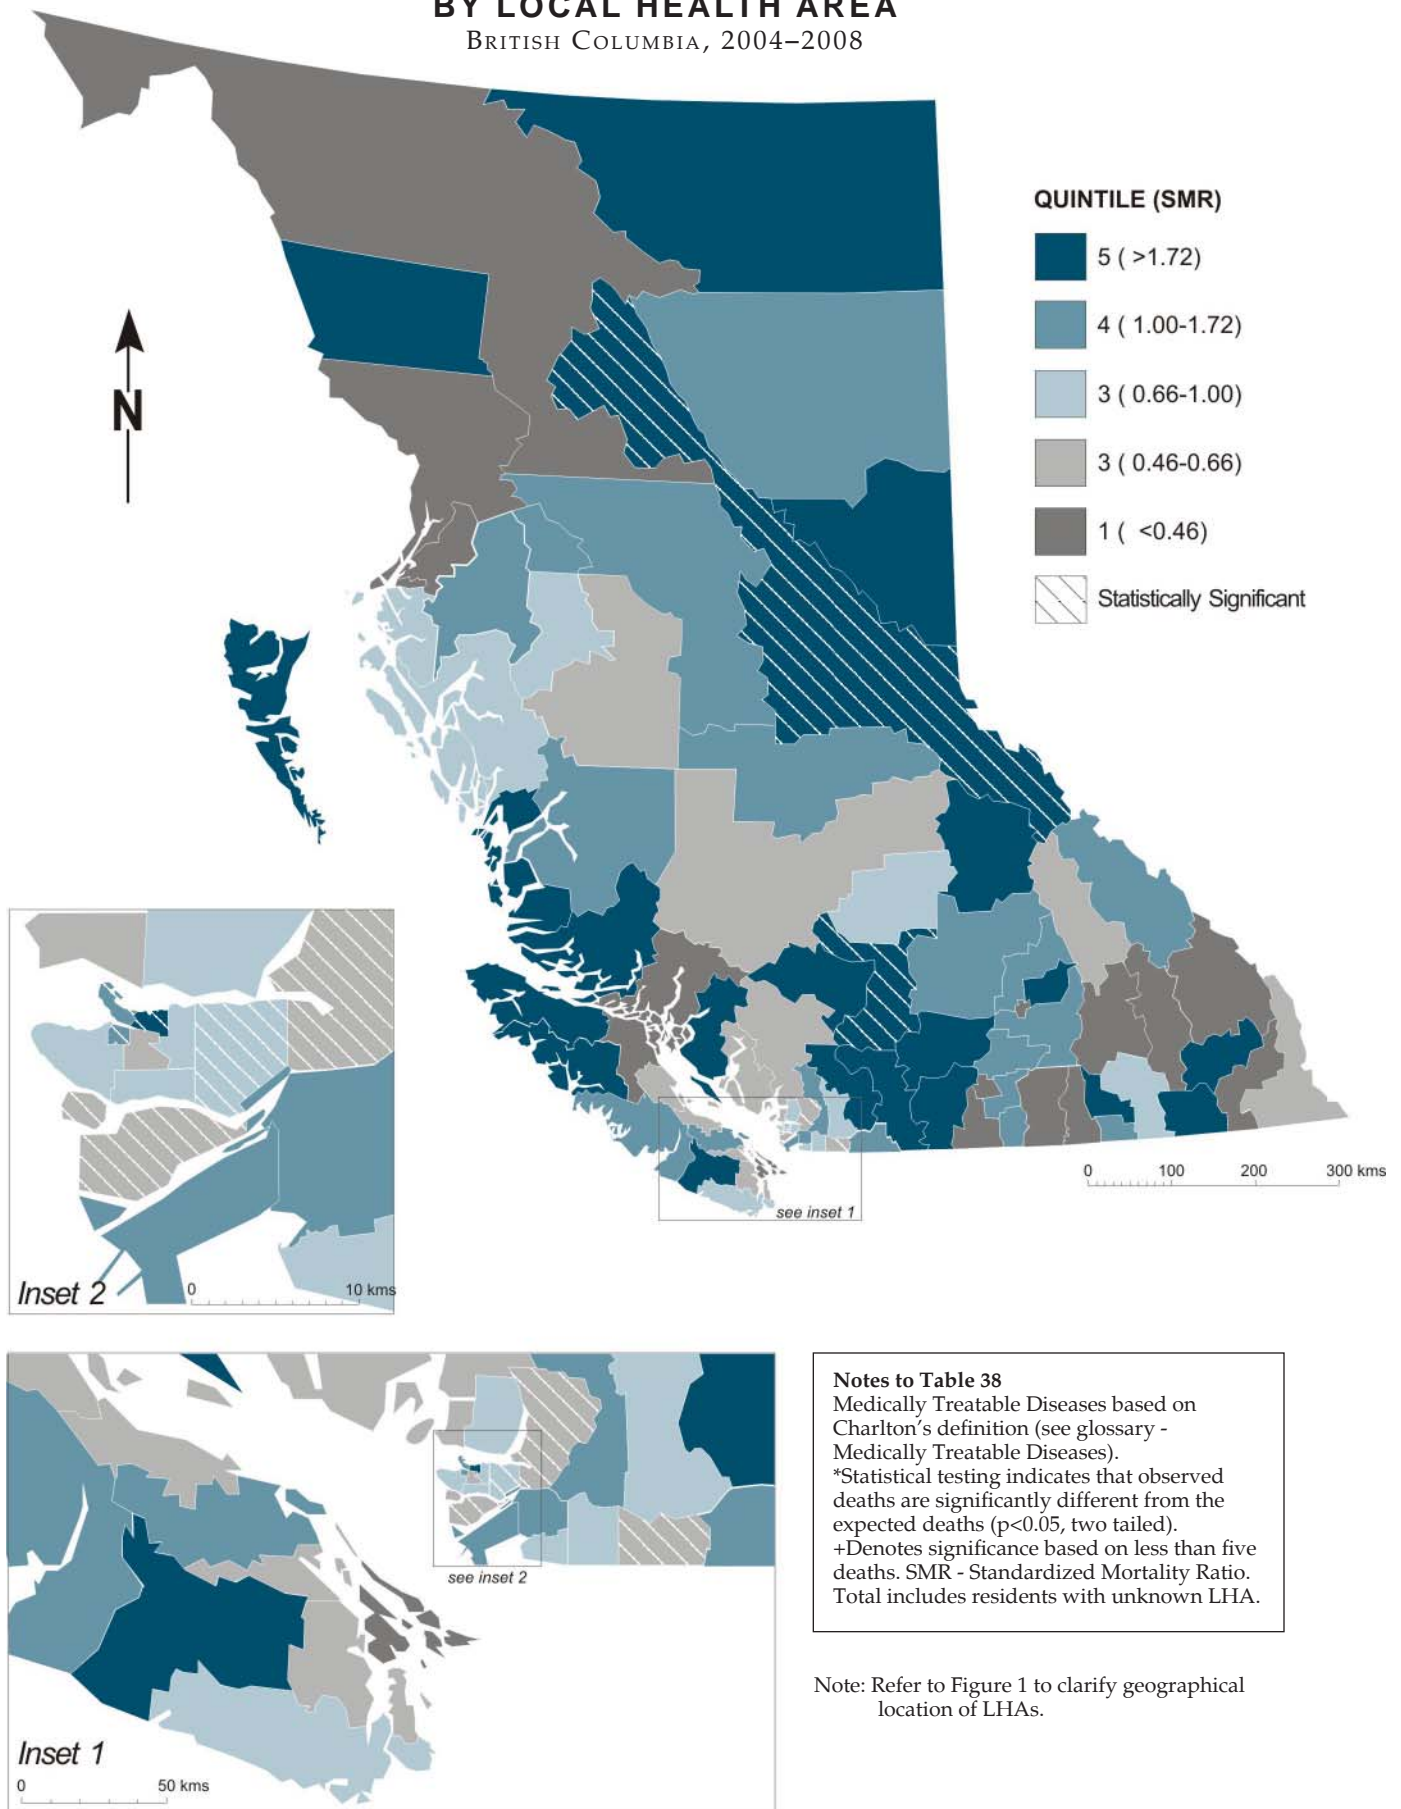 BY LOCAL HEALTH AREA
BRITISH COLUMBIA, 2004–2008
N
QUINTILE (SMR)
5 ( >1.72)
4 ( 1.00-1.72)
3 ( 0.66-1.00)
3 ( 0.46-0.66)
1 ( <0.46)
Statistically Significant
0 100 200 300 kms
see inset 1
Inset 2
0 10 kms
see inset 2
Inset 1
0 50 kms
Notes to Table 38
Medically Treatable Diseases based on
Charlton's definition (see glossary -
Medically Treatable Diseases).
*Statistical testing indicates that observed
deaths are significantly different from the
expected deaths (p<0.05, two tailed).
+Denotes significance based on less than five
deaths. SMR - Standardized Mortality Ratio.
Total includes residents with unknown LHA.
Note: Refer to Figure 1 to clarify geographical
location of LHAs.